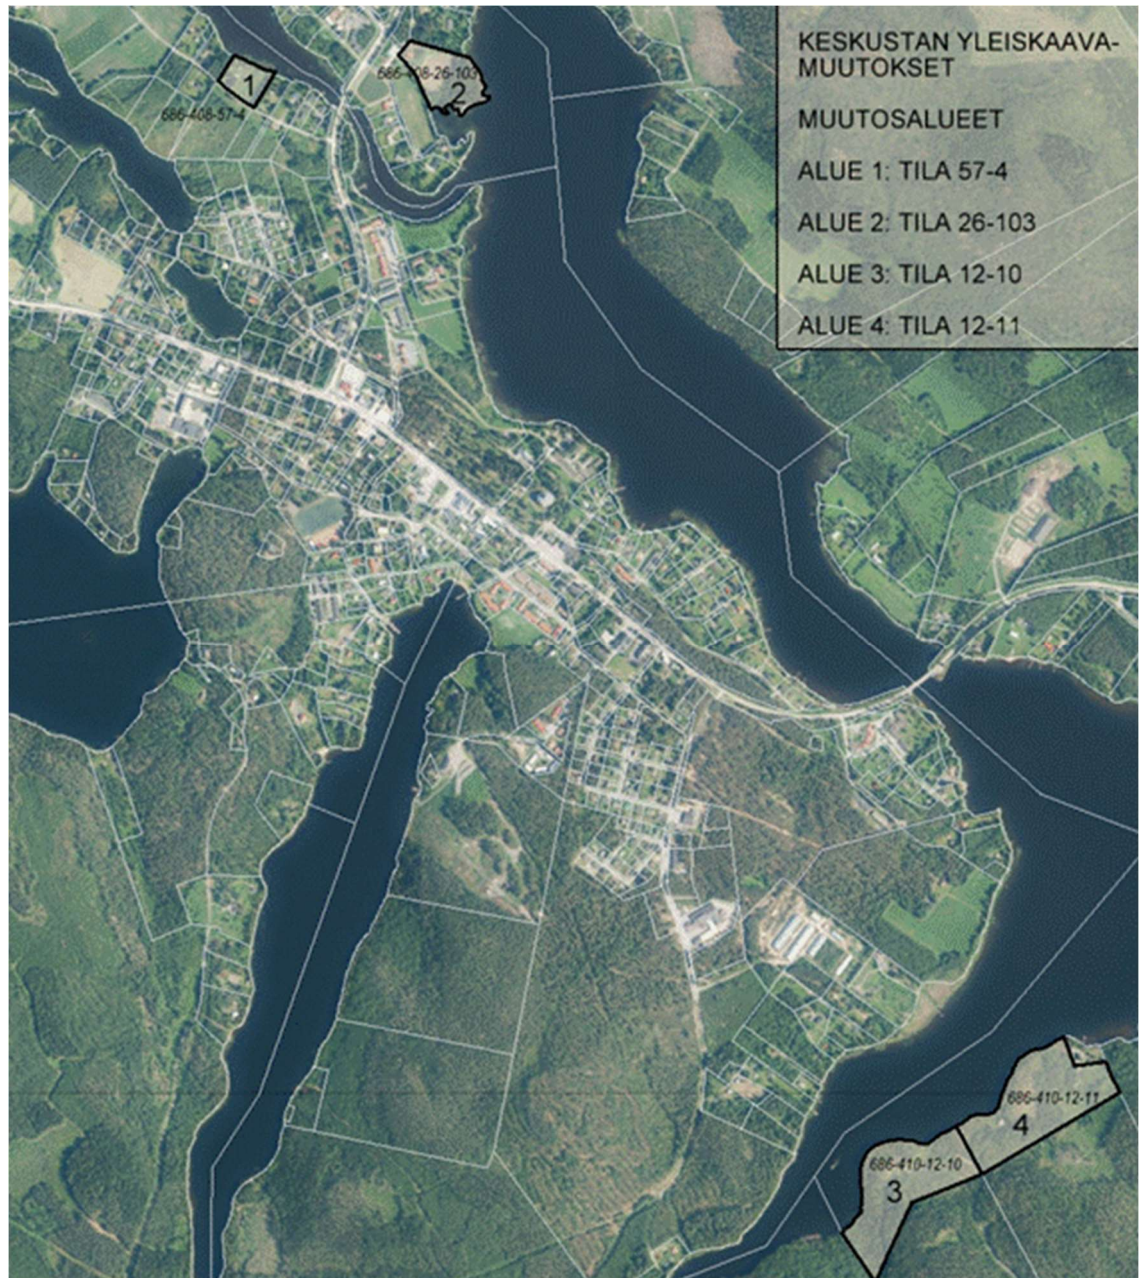 KESKUSTAN YLEISKAAVA-
MUUTOKSET
MUUTOSALUEET
ALUE 1: TILA 57-4
ALUE 2: TILA 26-103
ALUE 3: TILA 12-10
ALUE 4: TILA 12-11
1
686-408-57-4
686-408-26-103
2
686-410-12-11
4
686-410-12-10
3